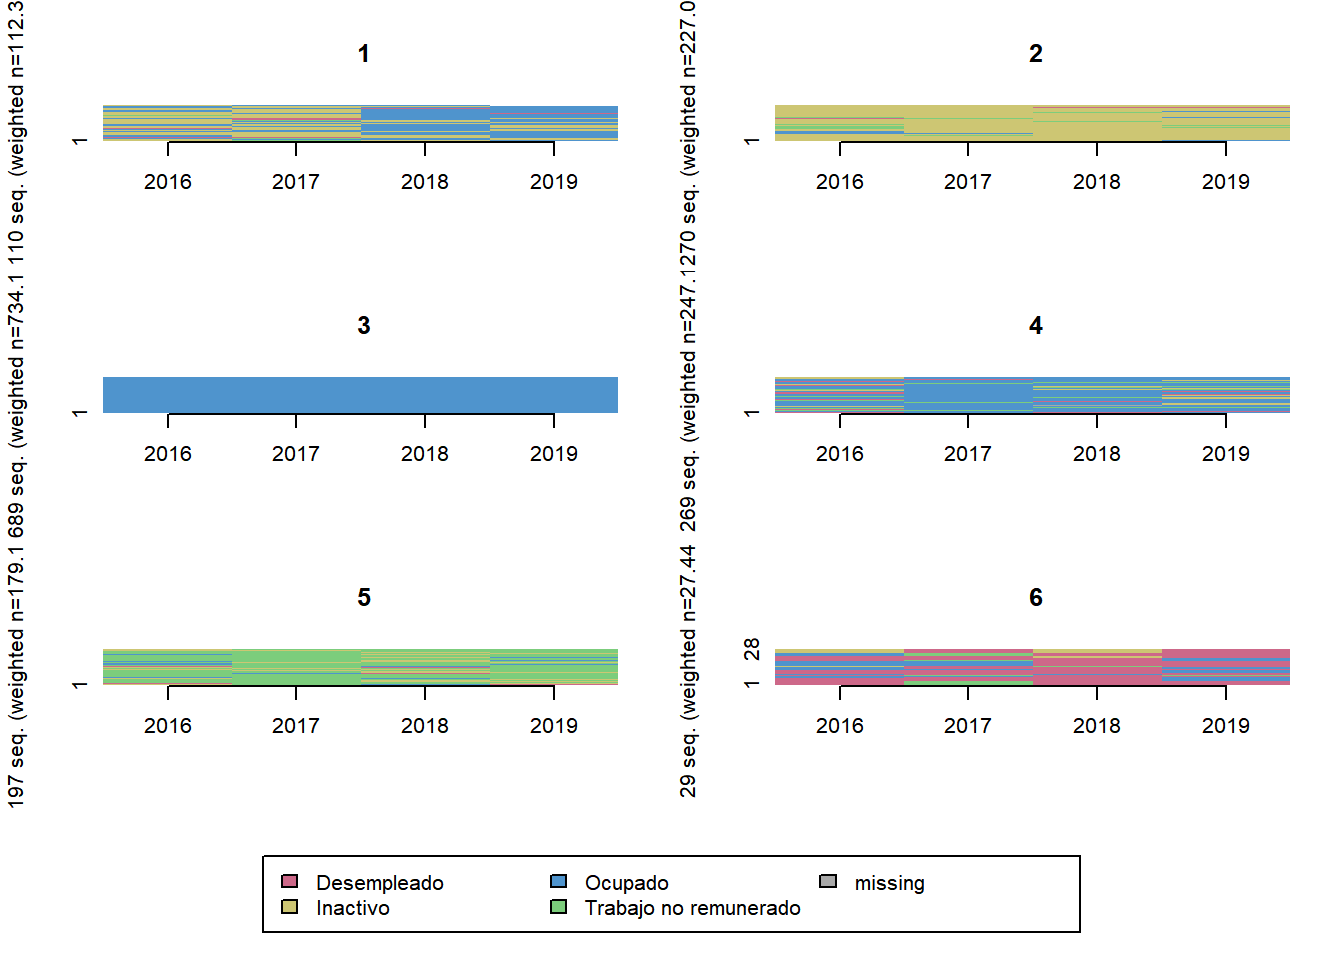 1
110 seq. (weighted n=112.3
1
2016 2017 2018 2019
2
270 seq. (weighted n=227.0
1
2016 2017 2018 2019
3
689 seq. (weighted n=734.1
1
2016 2017 2018 2019
4
269 seq. (weighted n=247.1
1
2016 2017 2018 2019
5
197 seq. (weighted n=179.1
1
2016 2017 2018 2019
6
29 seq. (weighted n=27.44
1 28
2016 2017 2018 2019
Desempleado Ocupado missing
Inactivo Trabajo no remunerado